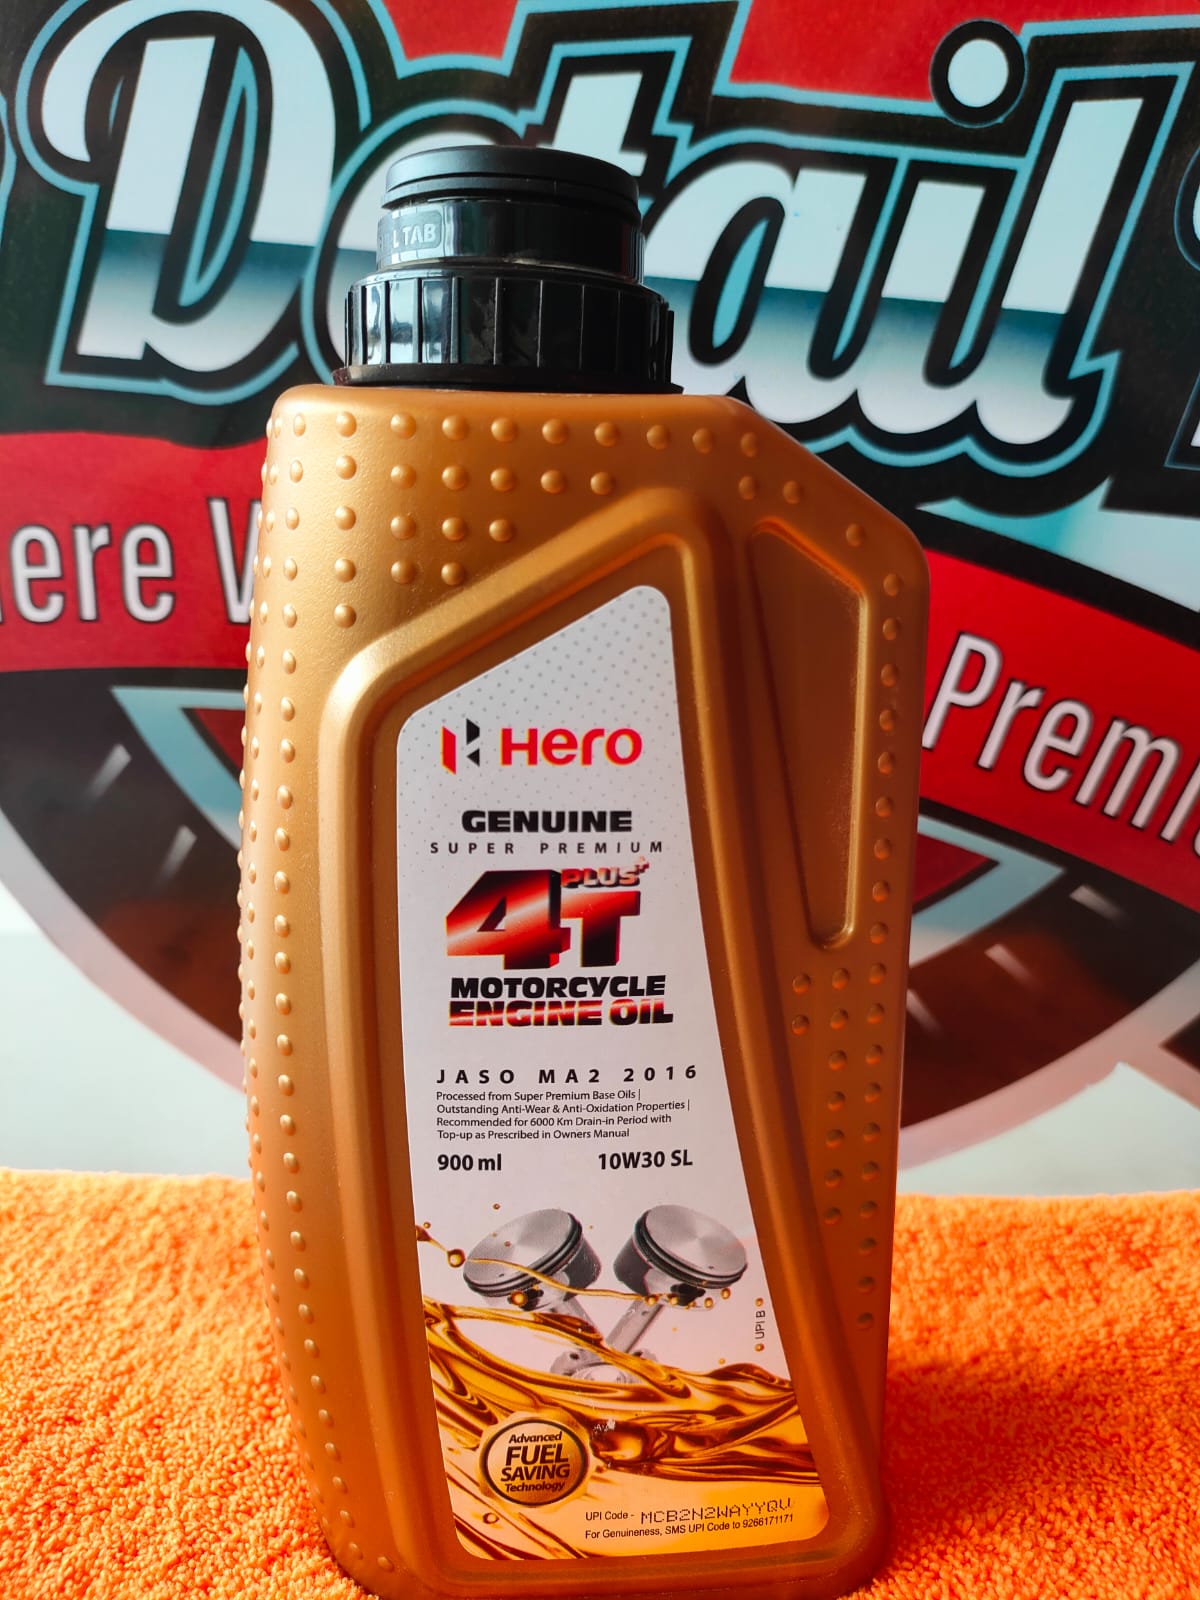 Detail
ere
Premi
L TAB
Hero
GENUINE
SUPER PREMIUM
4T PLUS+
MOTORCYCLE
ENGINE OIL
JASO MA2 2016
Processed from Super Premium Base Oils |
Outstanding Anti-Wear & Anti-Oxidation Properties |
Recommended for 6000 Km Drain-in Period with
Top-up as Prescribed in Owners Manual
900 ml 10W30 SL
UPI B
Advanced
FUEL
SAVING
Technology
UPI Code - MCB2N2WAYYQU
For Genuineness, SMS UPI Code to 9266171171